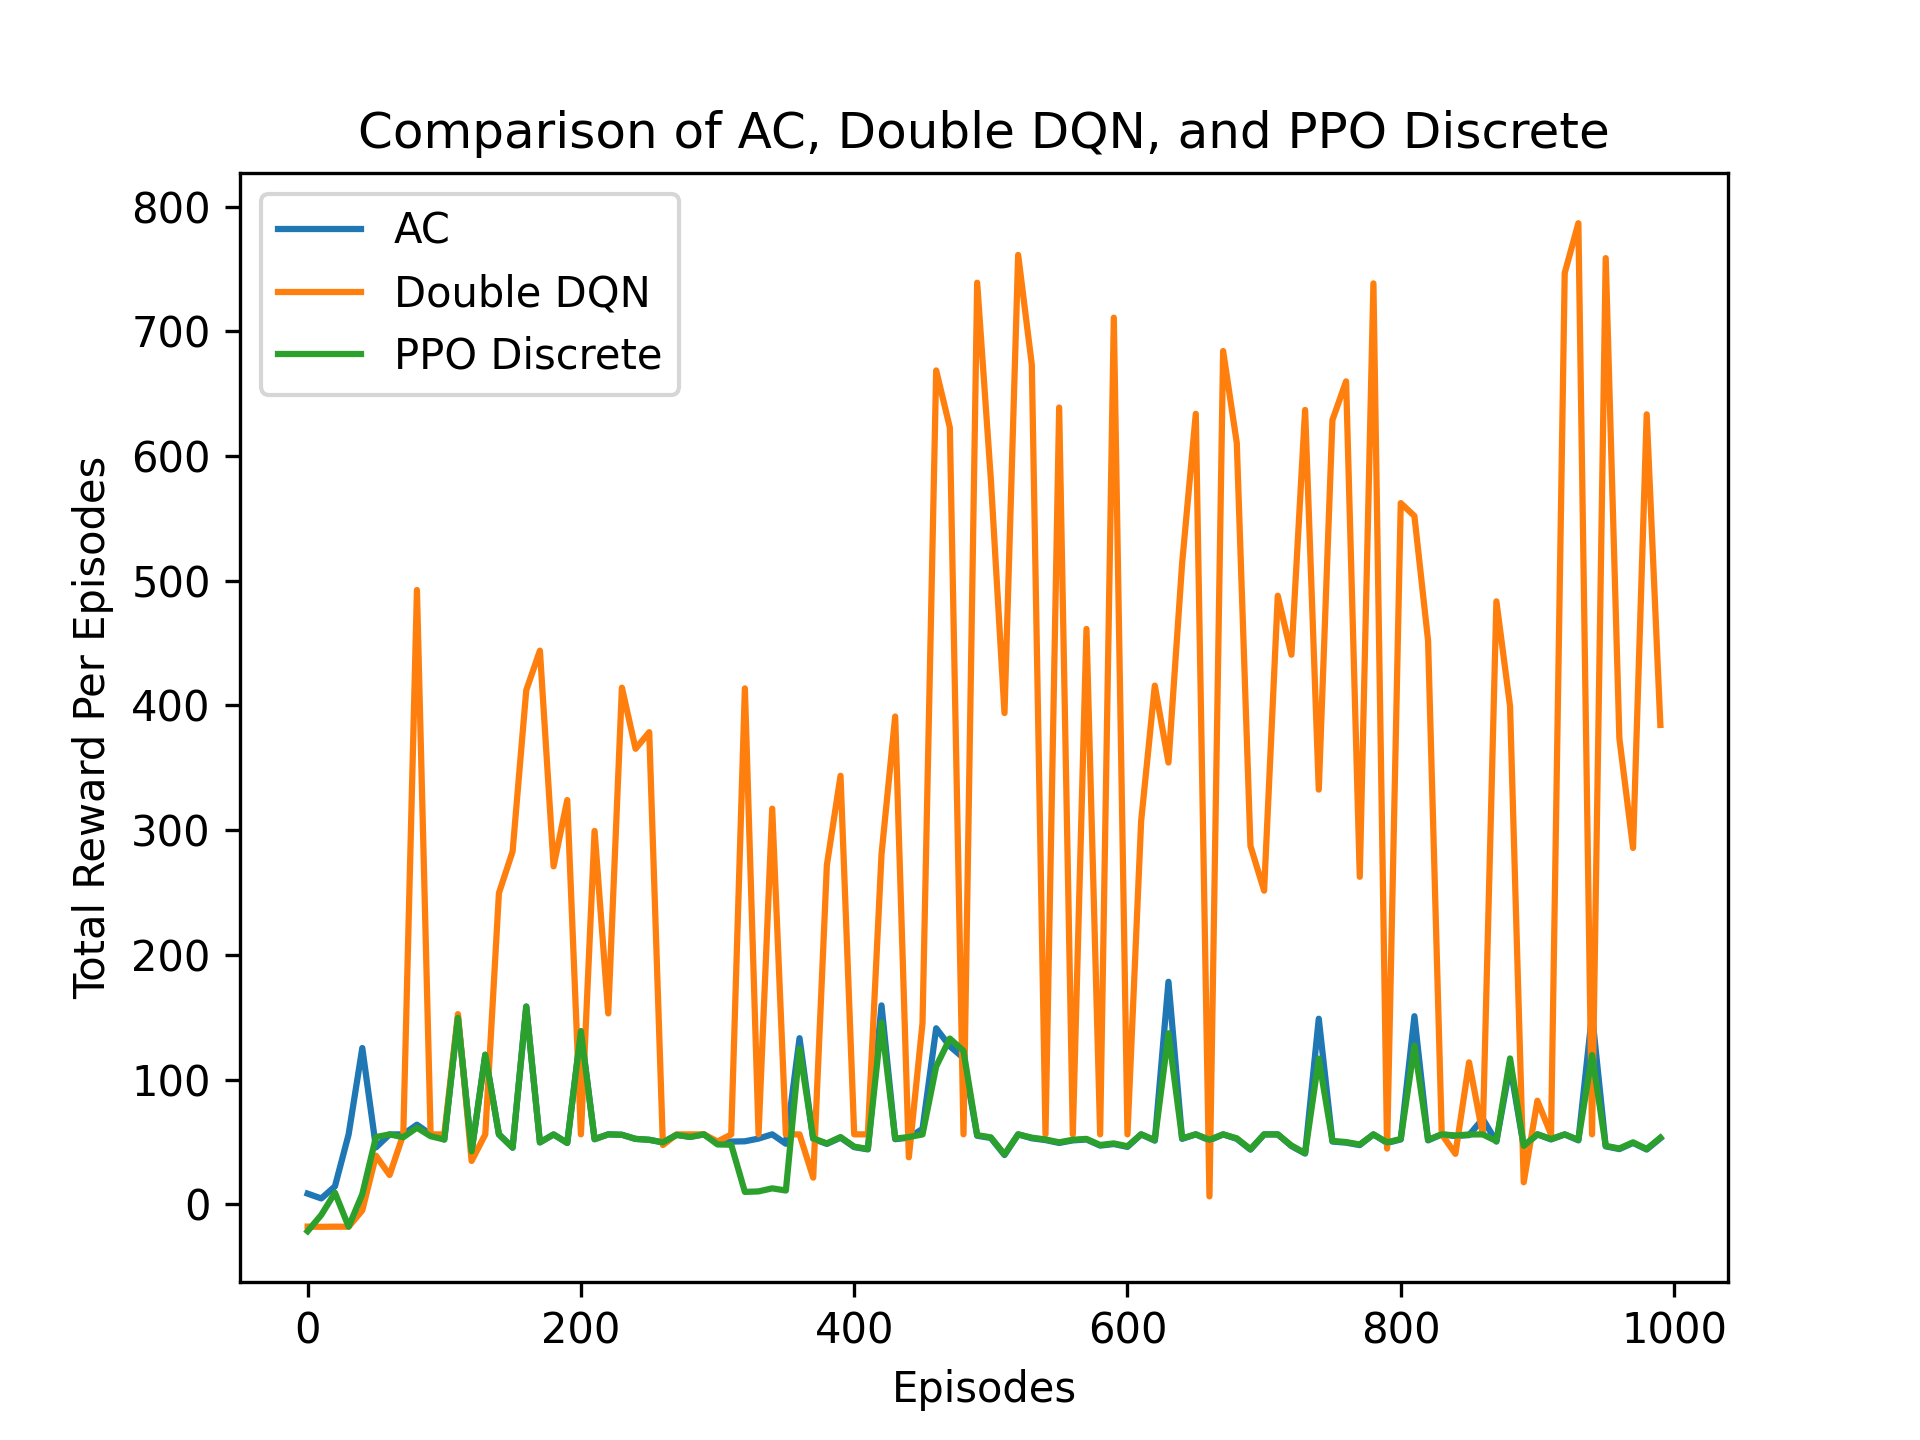 Comparison of AC, Double DQN, and PPO Discrete
AC
Double DQN
PPO Discrete
Total Reward Per Episodes
800
700
600
500
400
300
200
100
0
0 200 400 600 800 1000
Episodes